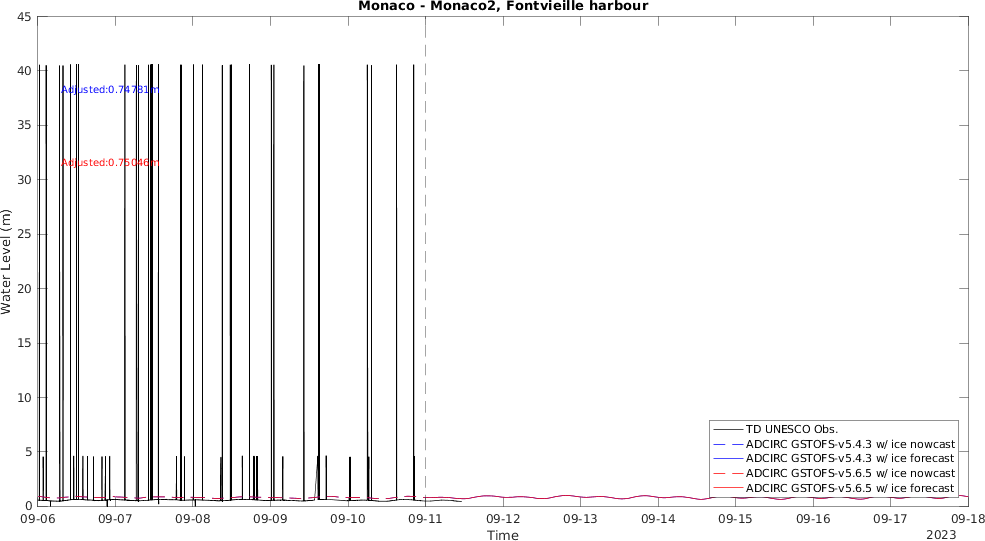 Monaco - Monaco2, Fontvieille harbour
45
40
35
30
25
20
15
10
5
0
Water Level (m)
Adjusted:0.74781m
Adjusted:0.75046m
TD UNESCO Obs.
ADCIRC GSTOFS-v5.4.3 w/ ice nowcast
ADCIRC GSTOFS-v5.4.3 w/ ice forecast
ADCIRC GSTOFS-v5.6.5 w/ ice nowcast
ADCIRC GSTOFS-v5.6.5 w/ ice forecast
09-06 09-07 09-08 09-09 09-10 09-11 09-12 09-13 09-14 09-15 09-16 09-17 09-18
Time
2023